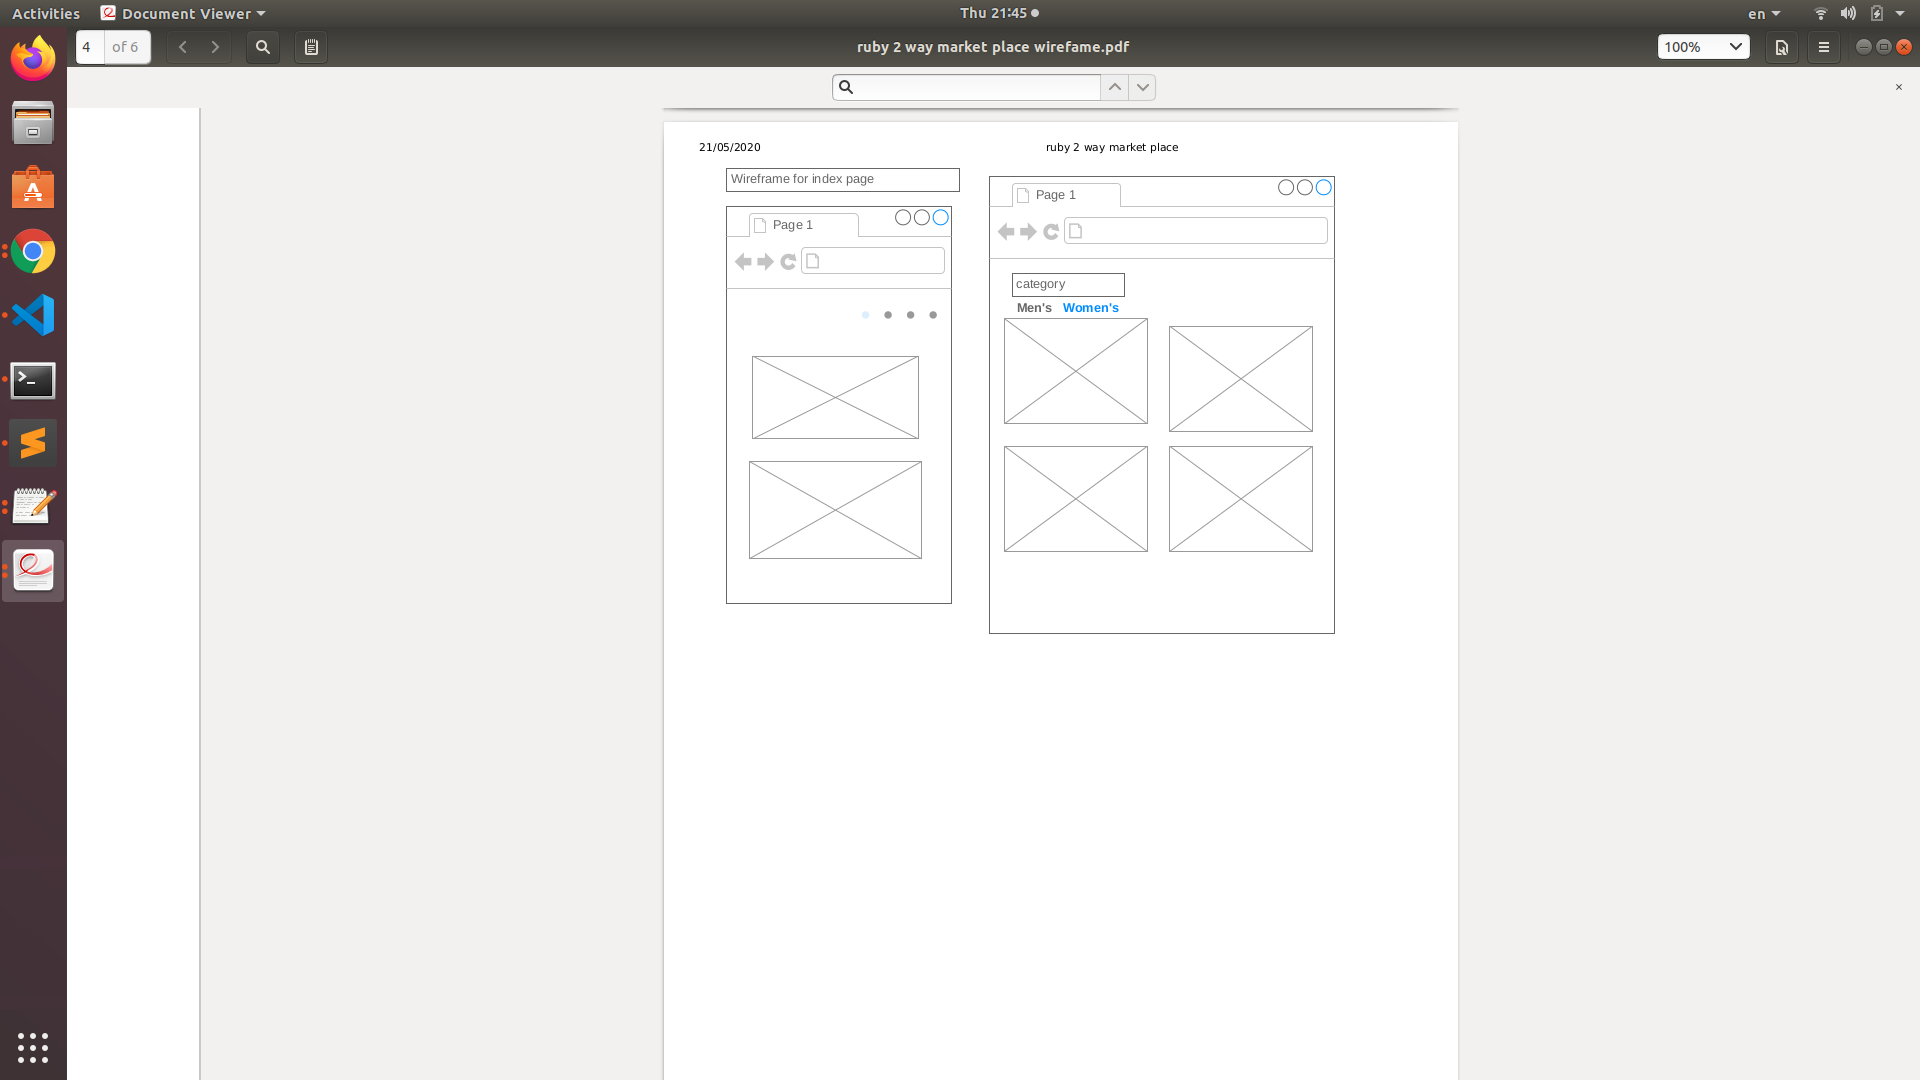 Activities Document Viewer Thu 21:45 en
4 of 6 ruby 2 way market place wirefame.pdf 100%
21/05/2020 ruby 2 way market place
Wireframe for index page
Page 1
Page 1
category
Men's Women's